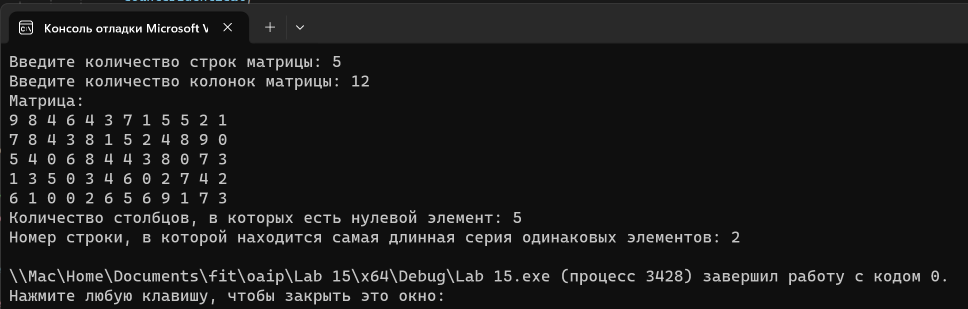 Консоль отладки Microsoft V
Введите количество строк матрицы: 5
Введите количество колонок матрицы: 12
Матрица:
9 8 4 6 4 3 7 1 5 5 2 1
7 8 4 3 8 1 5 2 4 8 9 0
5 4 0 6 8 4 4 3 8 0 7 3
1 3 5 0 3 4 6 0 2 7 4 2
6 1 0 0 2 6 5 6 9 1 7 3
Количество столбцов, в которых есть нулевой элемент: 5
Номер строки, в которой находится самая длинная серия одинаковых элементов: 2

\\Mac\Home\Documents\fit\oaip\Lab 15\x64\Debug\Lab 15.exe (процесс 3428) завершил работу с кодом 0.
Нажмите любую клавишу, чтобы закрыть это окно: